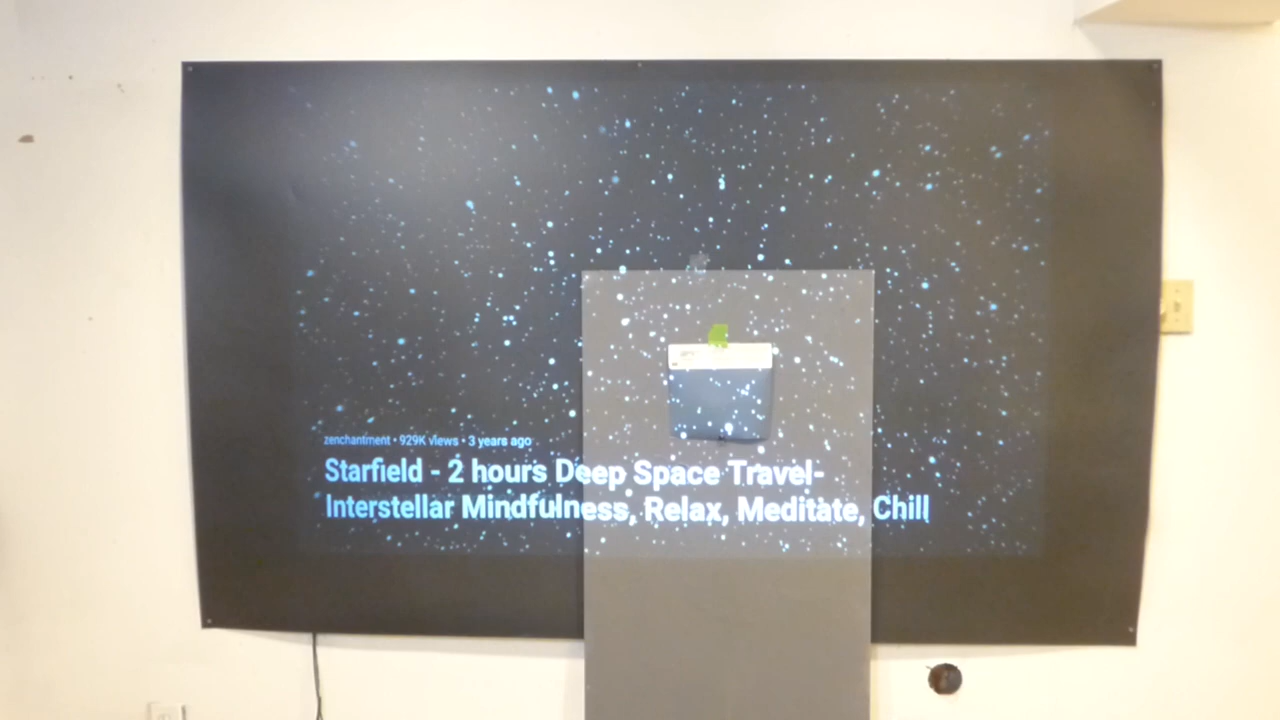 zenchantment • 929K views • 3 years ago
Starfield - 2 hours Deep Space Travel-
Interstellar Mindfulness, Relax, Meditate, Chill